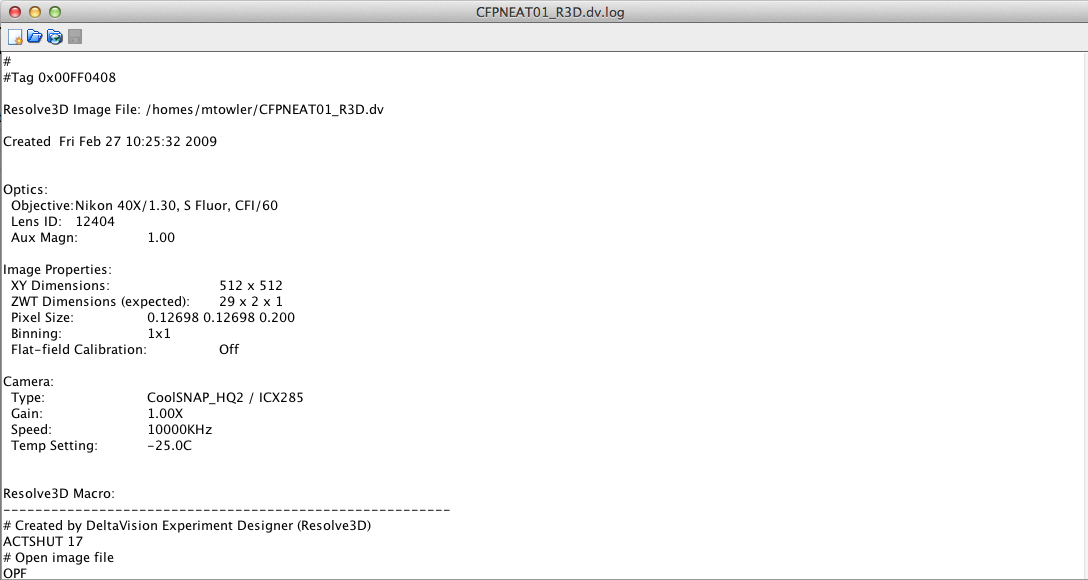 CFPNEAT01_R3D.dv.log
#
#Tag 0x00FF0408
Resolve3D Image File: /homes/mtowler/CFPNEAT01_R3D.dv
Created  Fri Feb 27 10:25:32 2009
Optics:
Objective:Nikon 40X/1.30, S Fluor, CFI/60
Lens ID: 12404
Aux Magn: 1.00
Image Properties:
XY Dimensions: 512 x 512
ZWT Dimensions (expected): 29 x 2 x 1
Pixel Size: 0.12698 0.12698 0.200
Binning: 1x1
Flat-field Calibration: Off
Camera:
Type: CoolSNAP_HQ2 / ICX285
Gain: 1.00X
Speed: 10000KHz
Temp Setting: -25.0C
Resolve3D Macro:
--------------------------------------------------------
# Created by DeltaVision Experiment Designer (Resolve3D)
ACTSHUT 17
# Open image file
OPF